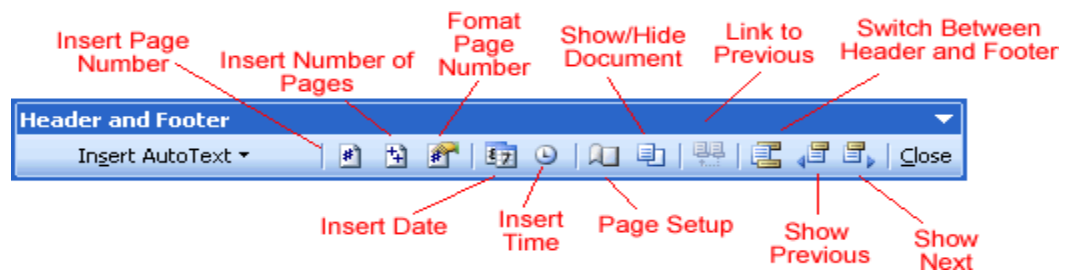 Insert Page
Number
Insert Number of
Pages
Fomat
Page
Number
Show/Hide
Document
Link to
Previous
Switch Between
Header and Footer
Header and Footer
Insert AutoText
Close
Insert Date
Insert
Time
Page Setup
Show
Previous
Show
Next